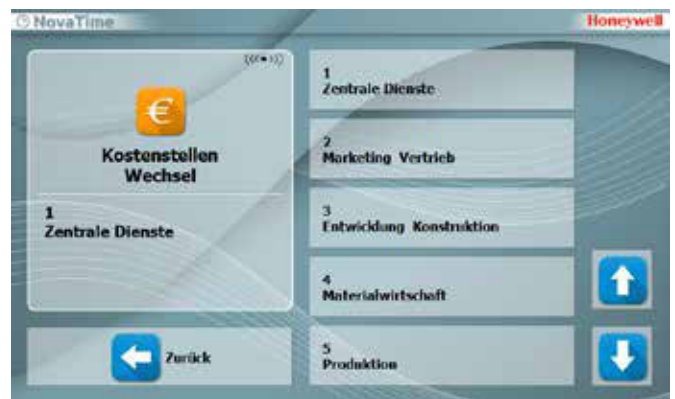 NovaTime
Honeywell
€
Kostenstellen
Wechsel
1
Zentrale Dienste
Zurück
1
Zentrale Dienste
2
Marketing Vertrieb
3
Entwicklung Konstruktion
4
Materialwirtschaft
5
Produktion